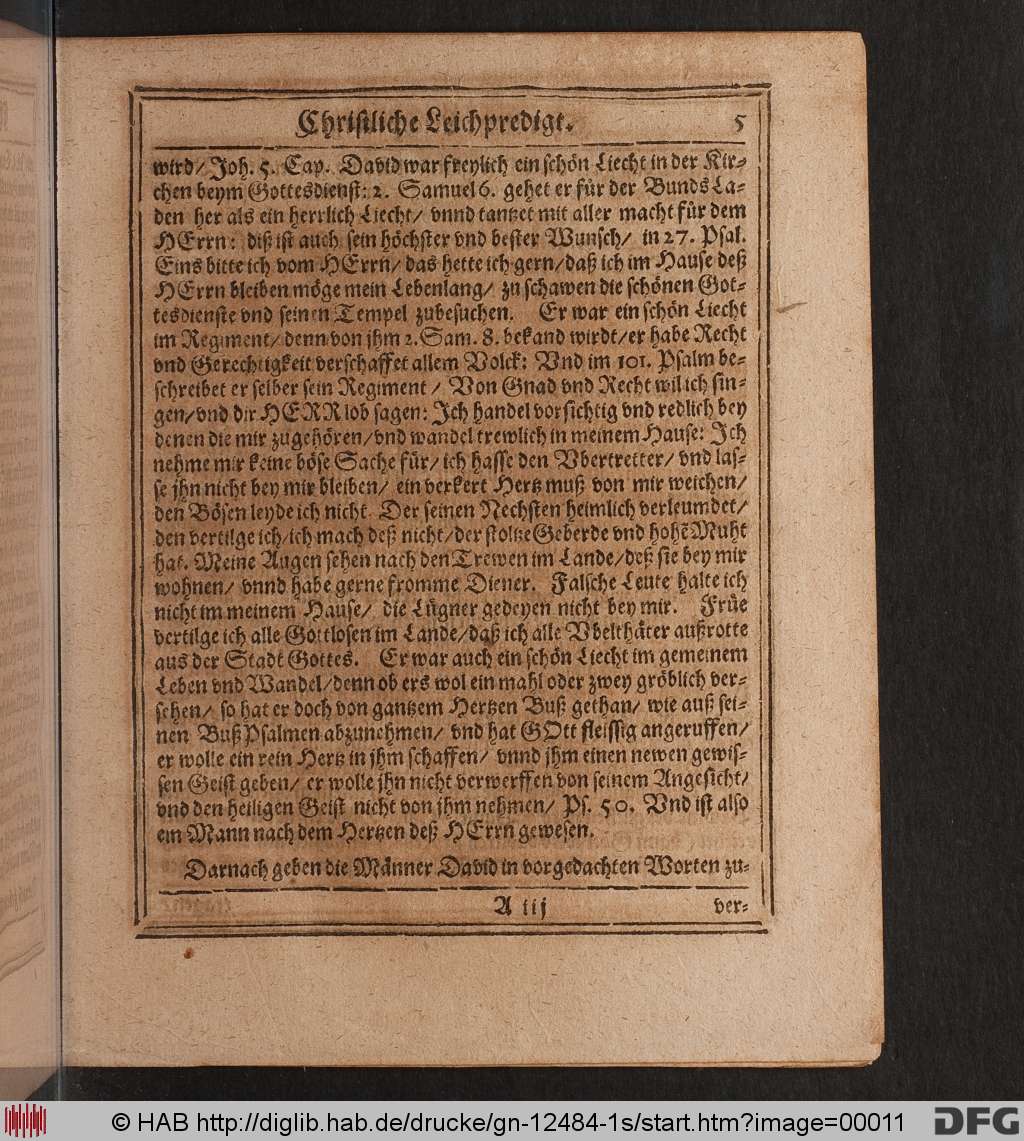 Christliche Leichpredigt. 5
wird/ Joh. 5. Cap. David war freylich ein schön Liecht in der Kir-
chen beym Gottesdienst: 2. Samuel 6. gehet er für der BundsLa-
den her als ein herrlich Liecht/ vnnd tantzet mit aller macht für dem
HErrn: diß ist auch sein höchster vnd bester Wunsch/ in 27. Psal.
Eins bitte ich vom HErrn/ das hette ich gern/ daß ich im Hause deß
HErrn bleiben möge mein Lebenlang/ zu schawen die schönen Got-
tesdienste vnd seinen Tempel zubesuchen. Er war ein schön Liecht
im Regiment/ denn von jhm 2. Sam. 8. bekand wirdt/ er habe Recht
vnd Gerechtigkeit verschaffet allem Volck: Vnd im 101. Psalm be-
schreibet er selber sein Regiment/ Von Gnad vnd Recht wil ich sin-
gen/ vnd dir HERR lob sagen: Ich handel vorsichtig vnd redlich bey
denen die mir zugehören/ vnd wandel trewlich in meinem Hause: Ich
nehme mir keine böse Sache für/ ich hasse den Vbertretter/ vnd las-
se jhn nicht bey mir bleiben/ ein verkert Hertz muß von mir weichen/
den Bösen leyde ich nicht. Der seinen Nechsten heimlich verleumdet/
den vertilge ich/ ich mach deß nicht/ der stoltze Geberde vnd hohẽ Muht
hat. Meine Augen sehen nach den Trewen im Lande/ deß sie bey mir
wohnen/ vnnd habe gerne fromme Diener. Falsche Leute halte ich
nicht im meinem Hause/ die Lügner gedeyen nicht bey mir. Früe
vertilge ich alle Gottlosen im Lande/ daß ich alle Vbelthäter außrotte
aus der Stadt Gottes. Er war auch ein schön Liecht im gemeinem
Leben vnd Wandel/ denn ob ers wol ein mahl oder zwey gröblich ver-
sehen/ so hat er doch von gantzem Hertzen Buß gethan/ wie auß sei-
nen BußPsalmen abzunehmen/ vnd hat GOtt fleissig angeruffen/
er wolle ein rein Hertz in jhm schaffen/ vnnd jhm einen newen gewis-
sen Geist geben/ er wolle jhn nicht verwerffen von seinem Angesicht/
vnd den heiligen Geist nicht von jhm nehmen/ Ps. 50. Vnd ist also
ein Mann nach dem Hertzen deß HErrn gewesen.
Darnach geben die Männer David in vorgedachten Worten zu-
A iij ver-
© HAB http://diglib.hab.de/drucke/gn-12484-1s/start.htm?image=00011 DFG